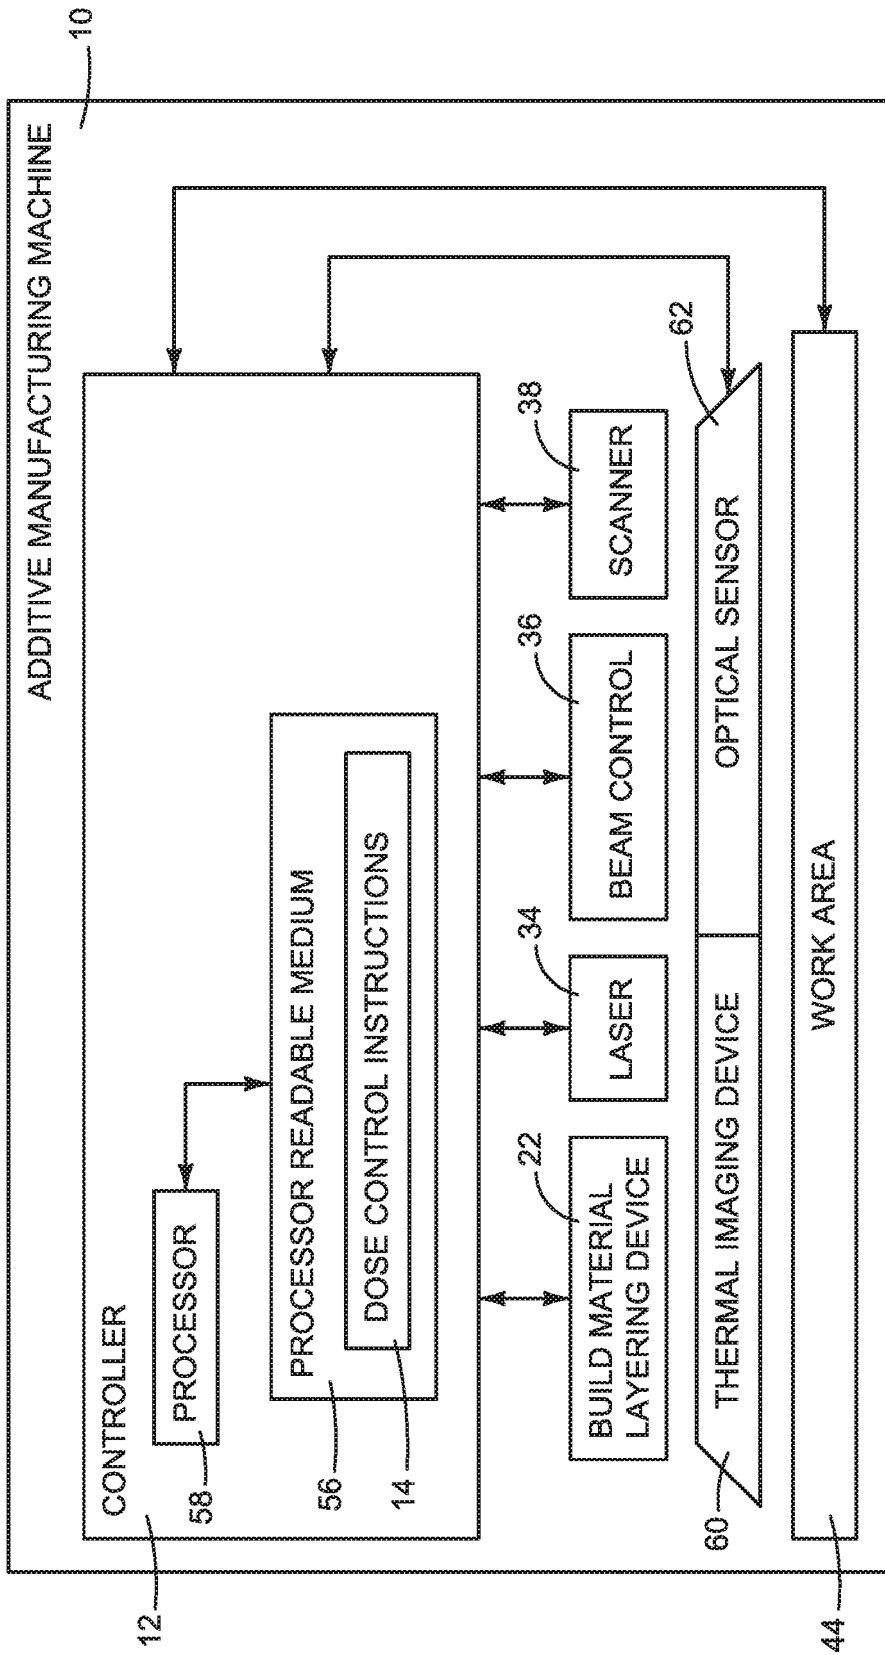 ADDITIVE MANUFACTURING MACHINE
10
CONTROLLER
12
PROCESSOR
58
PROCESSOR READABLE MEDIUM
56
DOSE CONTROL INSTRUCTIONS
14
22
34
36
38
BUILD MATERIAL
LAYERING DEVICE
LASER
BEAM CONTROL
SCANNER
60
THERMAL IMAGING DEVICE
OPTICAL SENSOR
62
WORK AREA
44